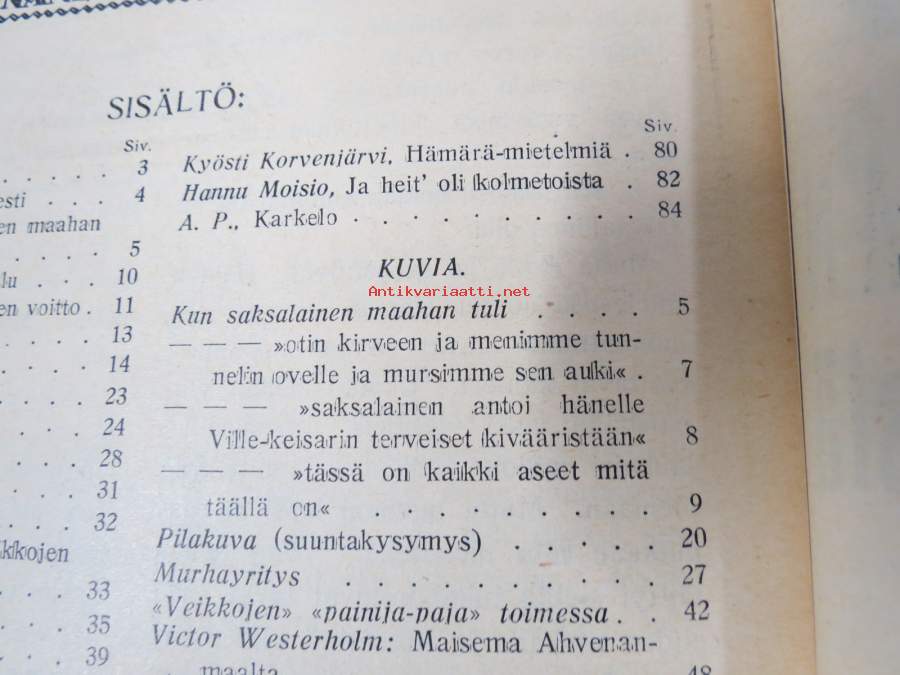 SISÄLTÖ:
Siv.
. . . . . 3
esti . . . 4
en maahan
. . . . . 5
lu . . . 10
en voitto . 11
. . . . . 13
. . . . . 14
. . . . . 23
. . . . . 24
. . . . 28
. . . . 31
. . . . 32
kkojen
. . . 33
. . . 35
. . . 39
Siv.
Kyösti Korvenjärvi, Hämärä-mietelmiä . 80
Hannu Moisio, Ja heit' oli kolmetoista . 82
A. P., Karkelo . . . . . . . . . . 84
KUVIA.
Antikvariaatti.net
Kun saksalainen maahan tuli . . . . 5
— — — »otin kirveen ja menimme tun-
nelin ovelle ja mursimme sen auki« . 7
— — — »saksalainen antoi hänelle
Ville-keisarin terveiset kivääristään« 8
— — — »tässä on kaikki aseet mitä
täällä on« . . . . . . . 9
Pilakuva (suuntakysymys) . . . . . 20
Murhayritys . . . . . . . . . . 27
«Veikkojen» «painija-paja» toimessa . . 42
Victor Westerholm: Maisema Ahvenan-
maalta . . . . . . . . 48